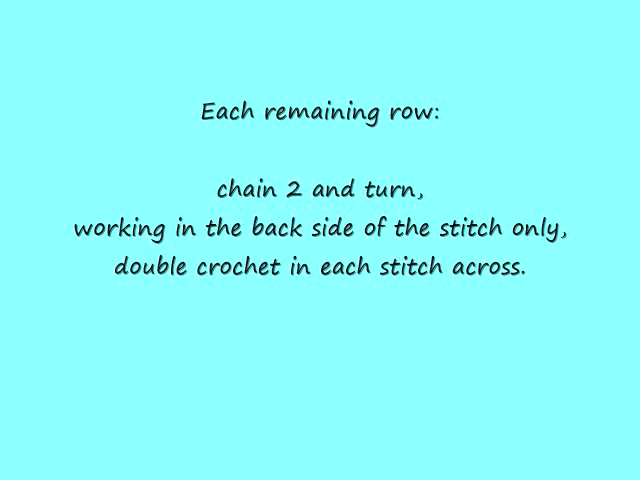 Each remaining row:
chain 2 and turn,
working in the back side of the stitch only,
double crochet in each stitch across.